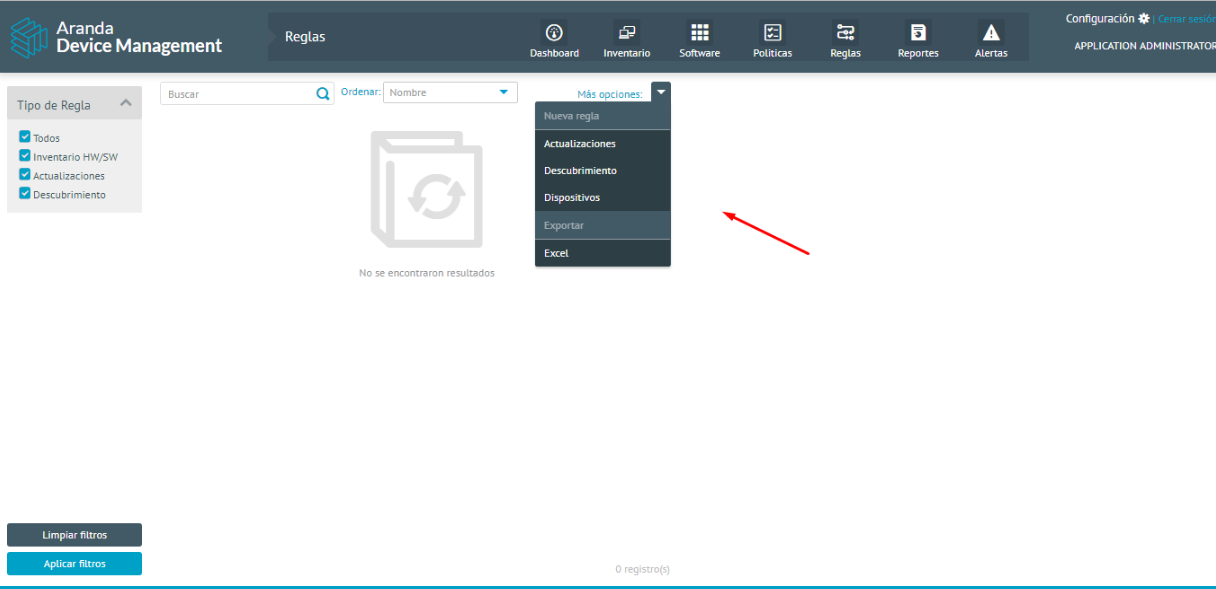 Aranda
Device Management
Reglas
Dashboard
Inventario
Software
Políticas
Reglas
Reportes
Alertas
Configuración | Cerrar sesión
APPLICATION ADMINISTRATOR
Tipo de Regla
Todos
Inventario HW/SW
Actualizaciones
Descubrimiento
Buscar
Ordenar: Nombre
Más opciones:
Nueva regla
Actualizaciones
Descubrimiento
Dispositivos
Exportar
Excel
No se encontraron resultados
Limpiar filtros
Aplicar filtros
0 registro(s)